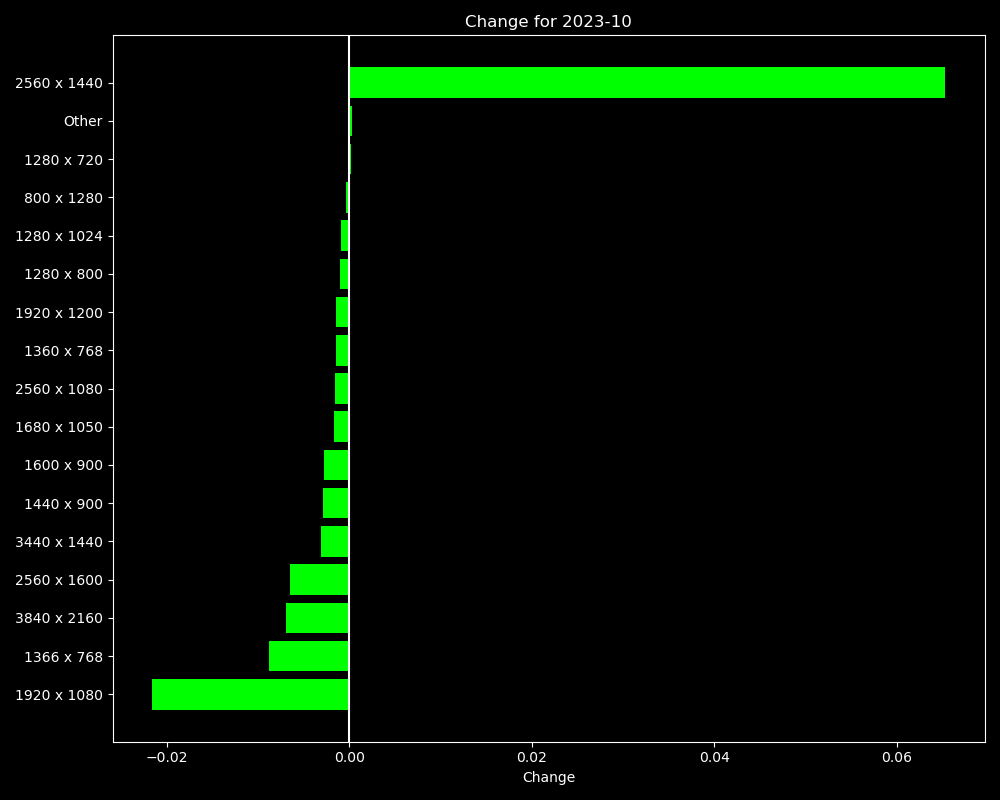 Change for 2023-10
2560 x 1440
Other
1280 x 720
800 x 1280
1280 x 1024
1280 x 800
1920 x 1200
1360 x 768
2560 x 1080
1680 x 1050
1600 x 900
1440 x 900
3440 x 1440
2560 x 1600
3840 x 2160
1366 x 768
1920 x 1080
−0.02 0.00 0.02 0.04 0.06
Change